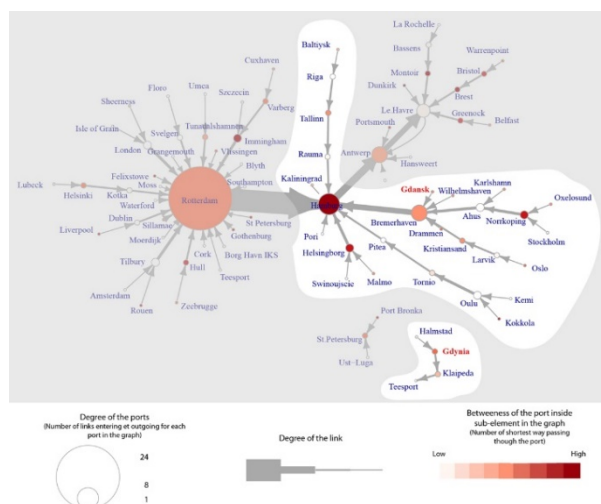 Baltiysk
La Rochelle
Bassens
Warrenpoint
Cuxhaven
Riga
Montoir
Bristol
Floro
Umea
Szczecin
Dunkirk
Brest
Sheerness
Varberg
Le Havre
Greenock
Belfast
Tallinn
Portsmouth
Isle of Grain
Svelgen
Immingham
London
Orangemouth
Vlissingen
Rauma
Antwerp
Hansweert
Felixstowe
Blyth
Lubeck
Helsinki
Moss
Kotka
Southampton
Kaliningrad
Gdansk
Wilhelmshaven
Karlshamn
Waterford
Rotterdam
Oxelosund
Dublin
St Petersburg
Bremerhaven
Ahus
Norrkoping
Liverpool
Sillamae
Gothenburg
Pori
Drammen
Moerdijk
Borg Havn IKS
Pitea
Kristiansand
Stockholm
Tilbury
Cork
Hull
Helsingborg
Larvik
Teesport
Swinoujscie
Malmo
Tornio
Oslo
Amsterdam
Oulu
Kemi
Rouen
Zeebrugge
Kokkola
Port Bronka
Halmstad
St.Petersburg
Gdynia
Ust-Luga
Klaipeda
Teesport
Degree of the ports
(Number of links entering et outgoing for each
port in the graph)
24
8
1
Degree of the link
Betweeness of the port inside
sub-element in the graph
(Number of shortest way passing
though the port)
Low
High